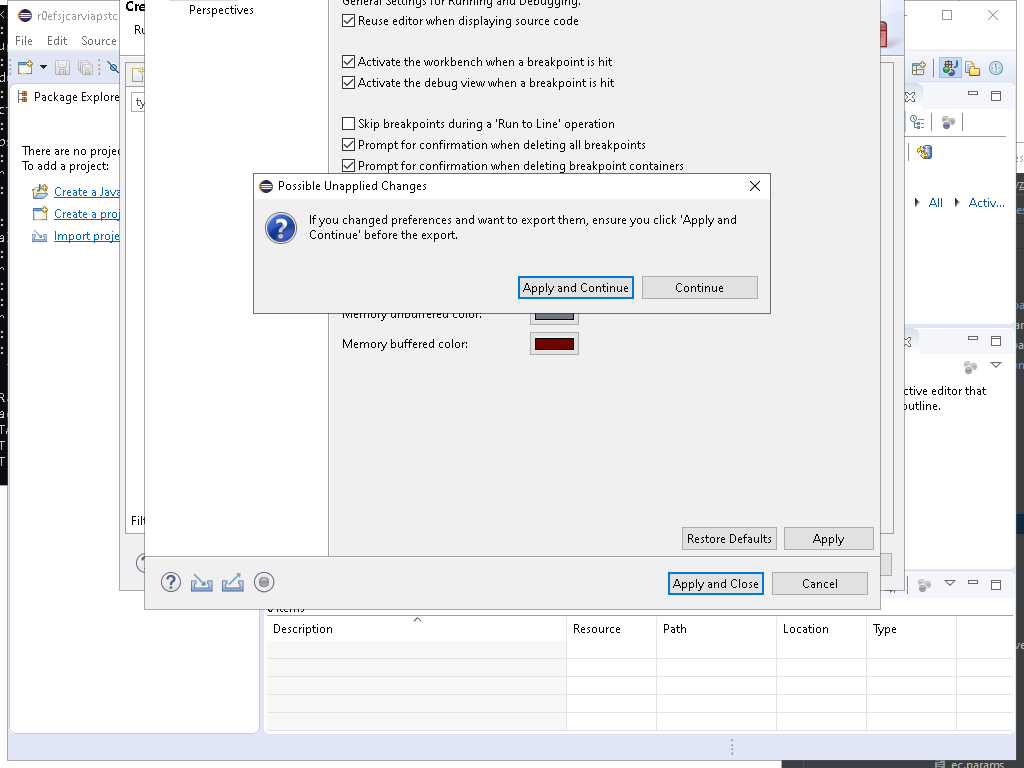 Perspectives
General Settings for Running and Debugging.
Cre
r0efsjcarviapstc
Reuse editor when displaying source code
Ru
File Edit Source
Activate the workbench when a breakpoint is hit
Activate the debug view when a breakpoint is hit
Package Explore
ty
Skip breakpoints during a 'Run to Line' operation
Prompt for confirmation when deleting all breakpoints
There are no projec
To add a project:
Prompt for confirmation when deleting breakpoint containers
Possible Unapplied Changes
Create a Java
All Activ...
Create a proj
If you changed preferences and want to export them, ensure you click 'Apply and
Continue' before the export.
Import proje
Apply and Continue Continue
Memory unbuffered color:
Memory buffered color:
ctive editor that
outline.
Filt
Restore Defaults Apply
Apply and Close Cancel
Description Resource Path Location Type
ec.params